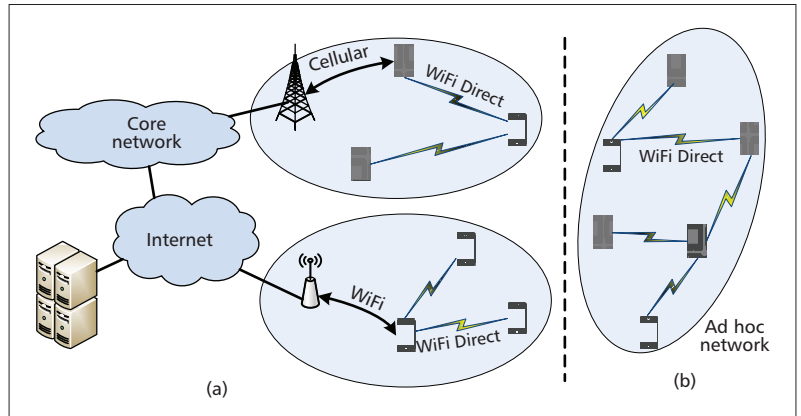 Cellular
WiFi Direct
Core
network
Internet
WiFi
WiFi Direct
(a)
WiFi Direct
Ad hoc
network
(b)